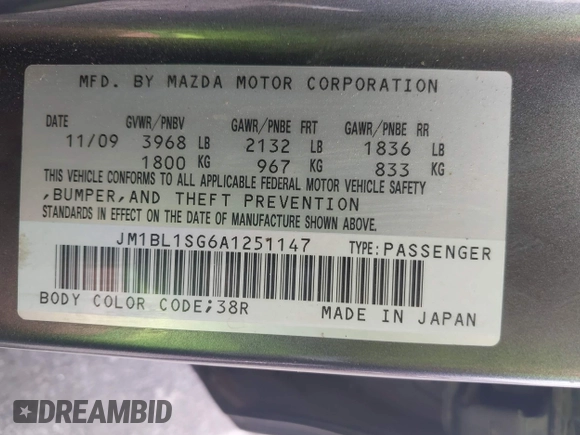 MFD. BY MAZDA MOTOR CORPORATION
DATE GVWR/PNBV GAWR/PNBE FRT GAWR/PNBE RR
11/09 3968 LB 2132 LB 1836 LB
1800 KG 967 KG 833 KG
THIS VEHICLE CONFORMS TO ALL APPLICABLE FEDERAL MOTOR VEHICLE SAFETY
,BUMPER,AND THEFT PREVENTION
STANDARDS IN EFFECT ON THE DATE OF MANUFACTURE SHOWN ABOVE.
JM1BL1SG6A1251147 TYPE:PASSENGER
BODY COLOR CODE;38R MADE IN JAPAN
DREAMBID